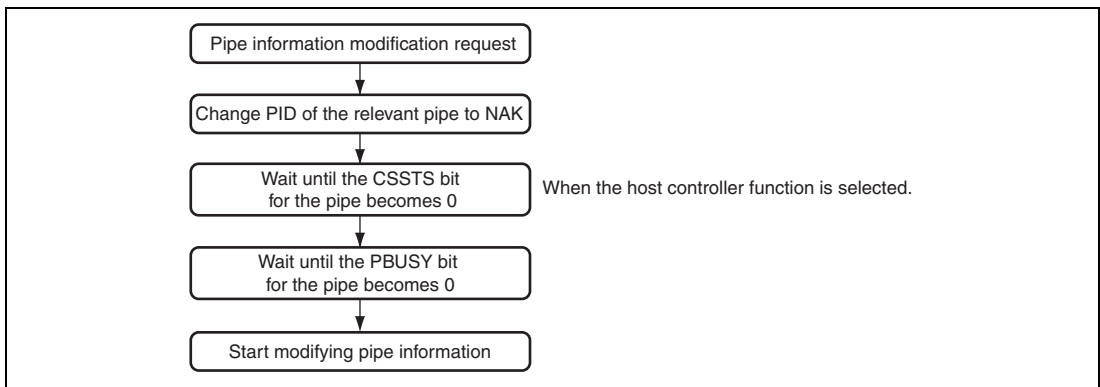 Pipe information modification request
Change PID of the relevant pipe to NAK
Wait until the CSSTS bit
for the pipe becomes 0
When the host controller function is selected.
Wait until the PBUSY bit
for the pipe becomes 0
Start modifying pipe information